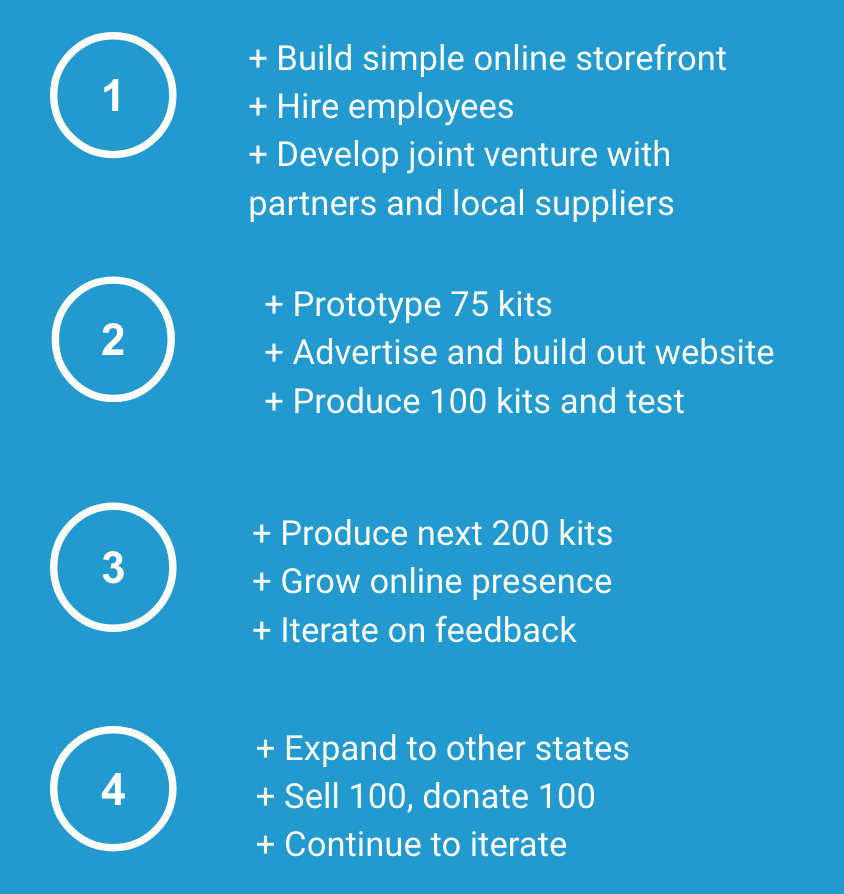 1
+ Build simple online storefront
+ Hire employees
+ Develop joint venture with
partners and local suppliers
2
+ Prototype 75 kits
+ Advertise and build out website
+ Produce 100 kits and test
3
+ Produce next 200 kits
+ Grow online presence
+ Iterate on feedback
4
+ Expand to other states
+ Sell 100, donate 100
+ Continue to iterate